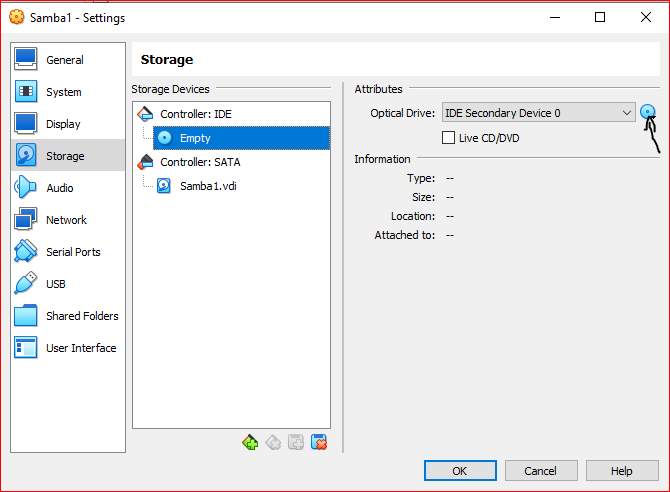 Samba1 - Settings
General
System
Display
Storage
Audio
Network
Serial Ports
USB
Shared Folders
User Interface
Storage
Storage Devices
Controller: IDE
Empty
Controller: SATA
Samba1.vdi
Attributes
Optical Drive: IDE Secondary Device 0
Live CD/DVD
Information
Type: --
Size: --
Location: --
Attached to: --
OK Cancel Help